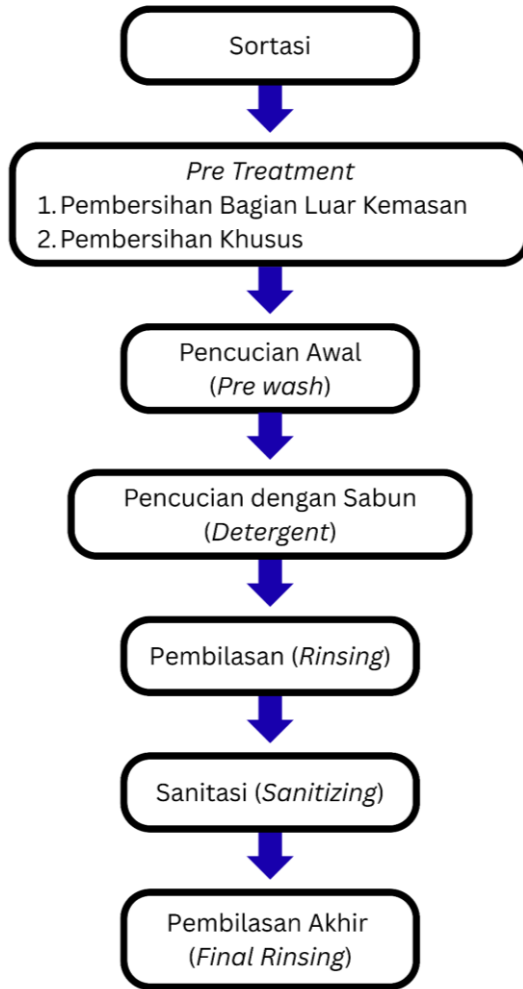 Sortasi
Pre Treatment
1. Pembersihan Bagian Luar Kemasan
2. Pembersihan Khusus
Pencucian Awal
(Pre wash)
Pencucian dengan Sabun
(Detergent)
Pembilasan (Rinsing)
Sanitasi (Sanitizing)
Pembilasan Akhir
(Final Rinsing)